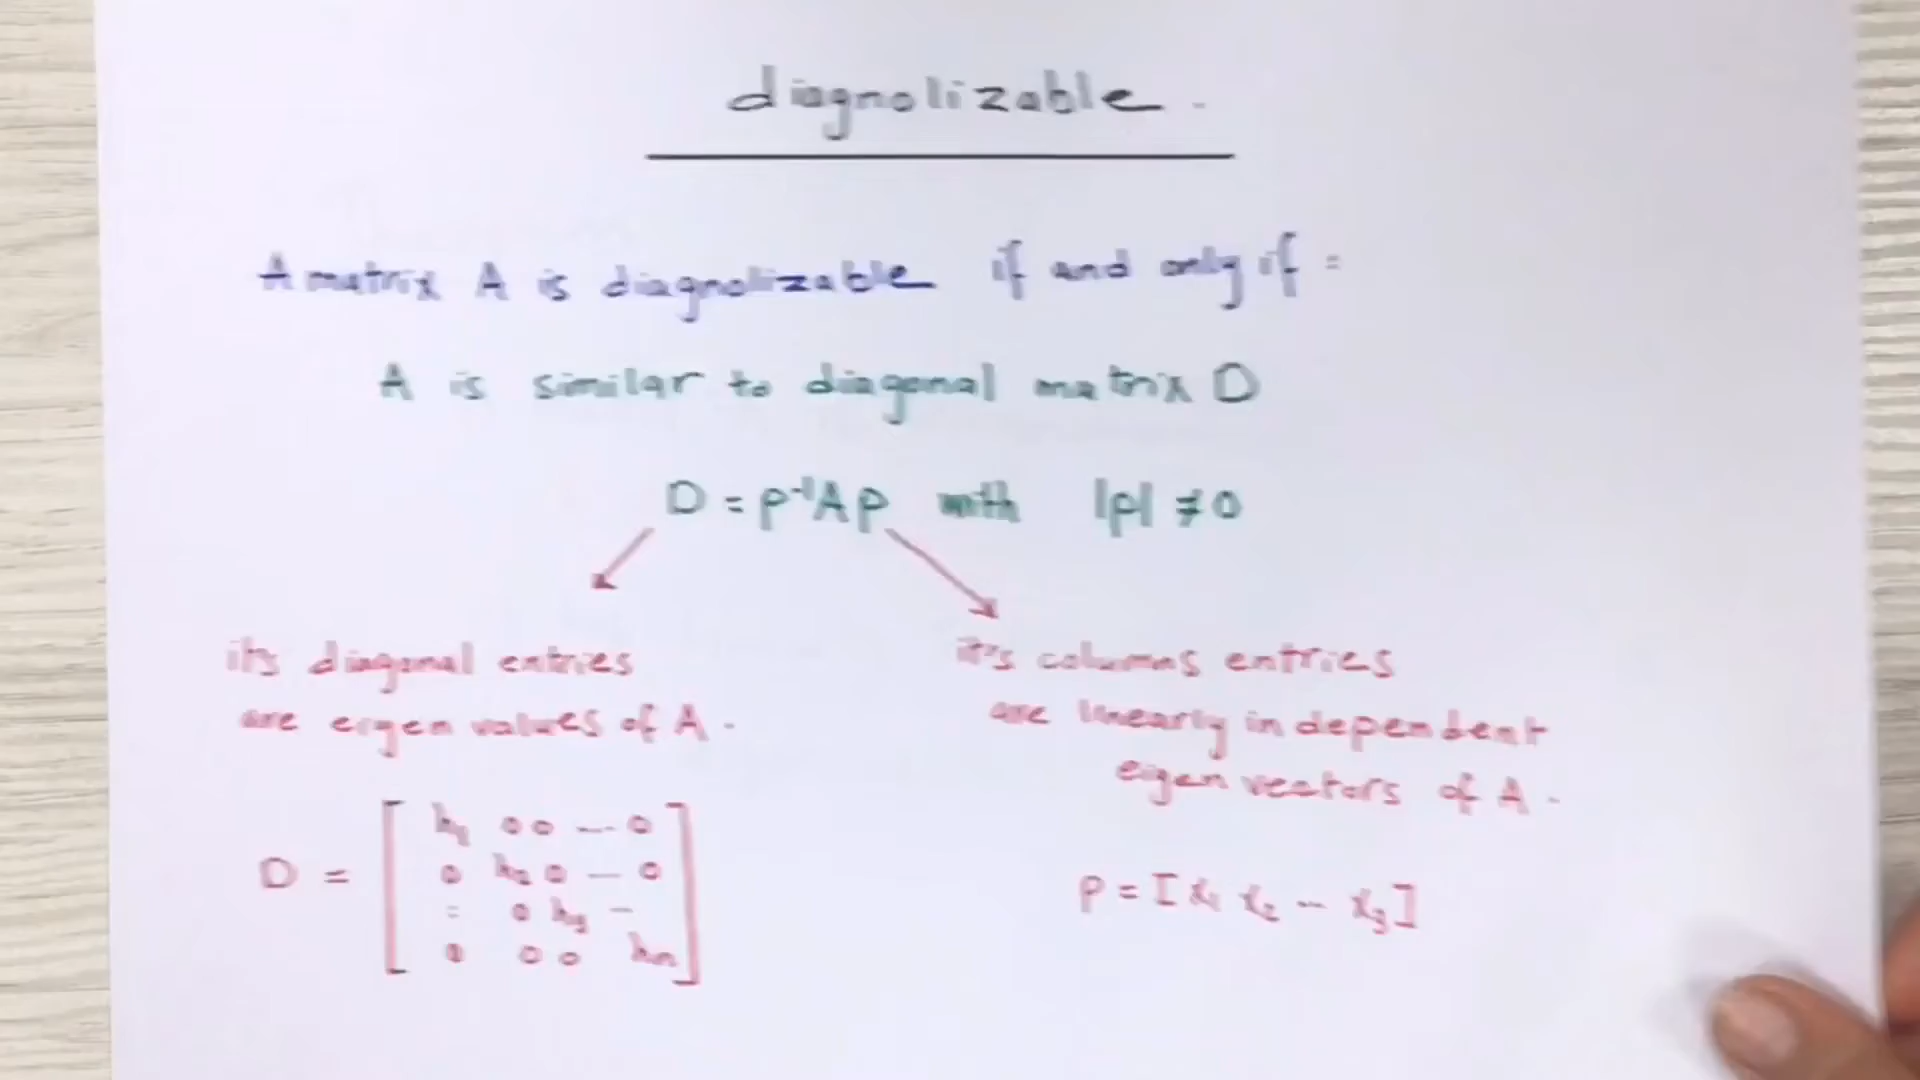 diagnolizable.
A matrix A is diagnolizable if and only if :
A is similar to diagonal matrix D
D = P⁻¹AP with |P| ≠ 0
its diagonal entries
are eigen values of A.
it's columns entries
are linearly independent
eigen vectors of A.
D = [ λ₁ 0 0 --- 0
0 λ₂ 0 --- 0
: 0 λ₃ -
0 0 0 λₙ ]
P = [ x₁ x₂ -- x₃ ]